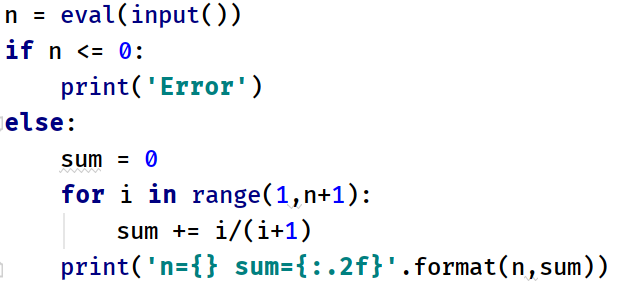 n = eval(input())
if n <= 0:
    print('Error')
else:
    sum = 0
    for i in range(1,n+1):
        sum += i/(i+1)
    print('n={} sum={:.2f}'.format(n,sum))